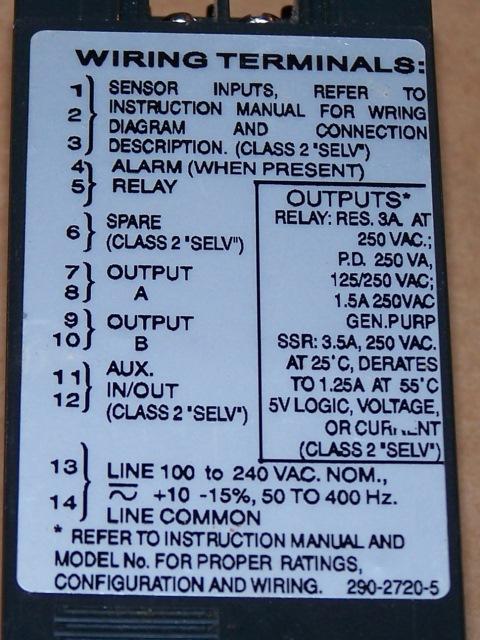 WIRING TERMINALS:
1 SENSOR INPUTS, REFER TO
2 INSTRUCTION MANUAL FOR WRING
DIAGRAM AND CONNECTION
3 DESCRIPTION. (CLASS 2 "SELV")
4 ALARM (WHEN PRESENT)
5 RELAY
6 SPARE
(CLASS 2 "SELV")
7 OUTPUT
8 A
9 OUTPUT
10 B
11 AUX.
12 IN/OUT
(CLASS 2 "SELV")
OUTPUTS*
RELAY: RES. 3A. AT
250 VAC.;
P.D. 250 VA,
125/250 VAC;
1.5A 250VAC
GEN.PURP
SSR: 3.5A, 250 VAC.
AT 25°C, DERATES
TO 1.25A AT 55°C
5V LOGIC, VOLTAGE,
OR CURRENT
(CLASS 2 "SELV")
13 LINE 100 to 240 VAC. NOM.,
14 +10 -15%, 50 TO 400 Hz.
LINE COMMON
* REFER TO INSTRUCTION MANUAL AND
MODEL No. FOR PROPER RATINGS,
CONFIGURATION AND WIRING. 290-2720-5